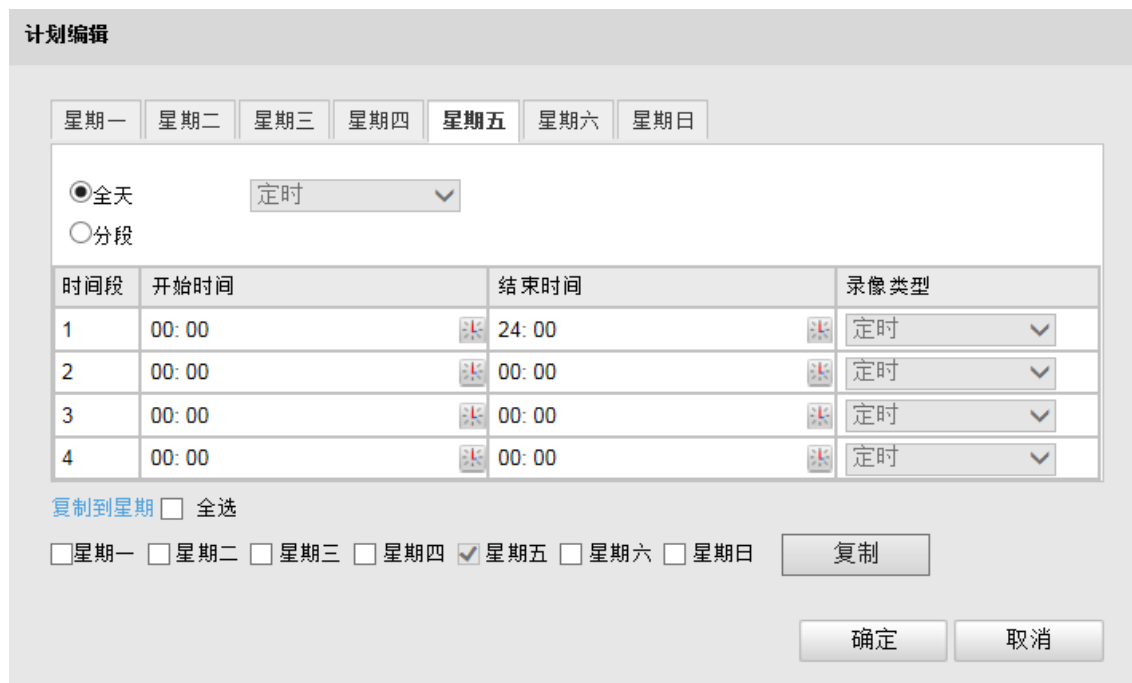 计划编辑
星期一 星期二 星期三 星期四 星期五 星期六 星期日
全天 定时
分段
时间段 开始时间 结束时间 录像类型
1 00: 00 24: 00 定时
2 00: 00 00: 00 定时
3 00: 00 00: 00 定时
4 00: 00 00: 00 定时
复制到星期 全选
星期一 星期二 星期三 星期四 星期五 星期六 星期日 复制
确定 取消